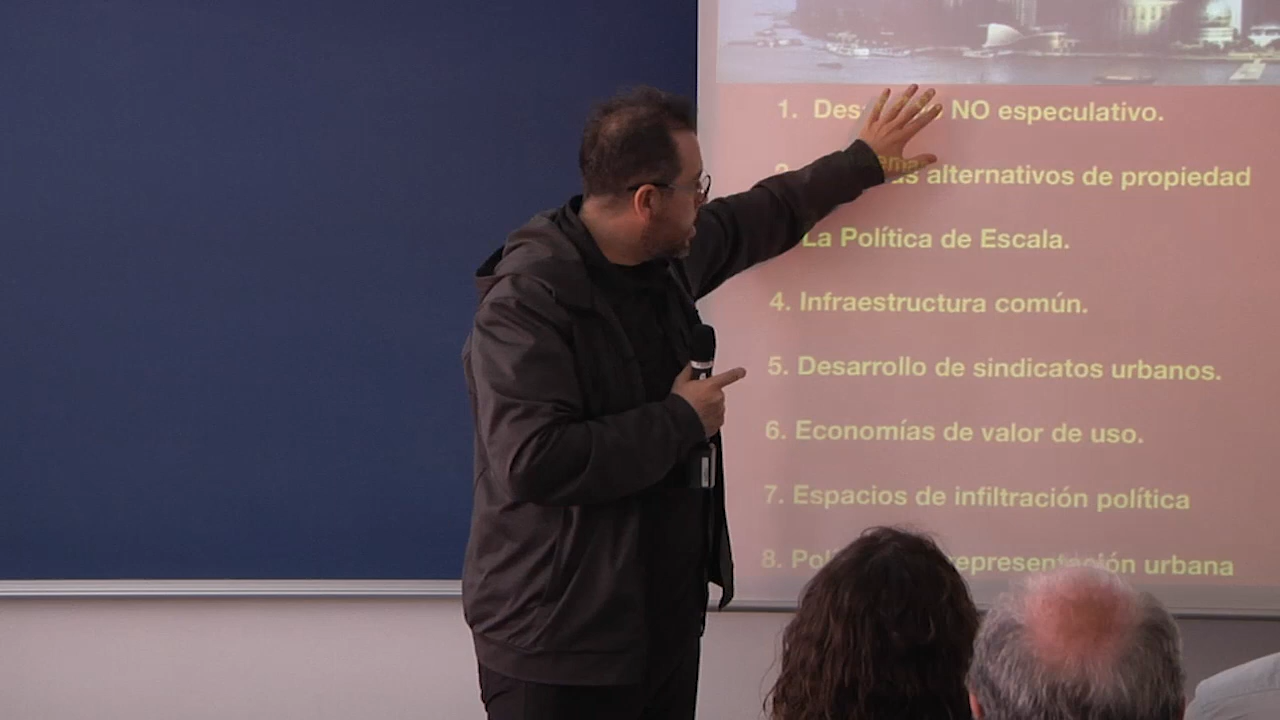 1. NO especulativo.
alternativos de propiedad
La Política de Escala.
4. Infraestructura común.
5. Desarrollo de sindicatos urbanos.
6. Economías de valor de uso.
7. Espacios de infiltración política
8. representación urbana